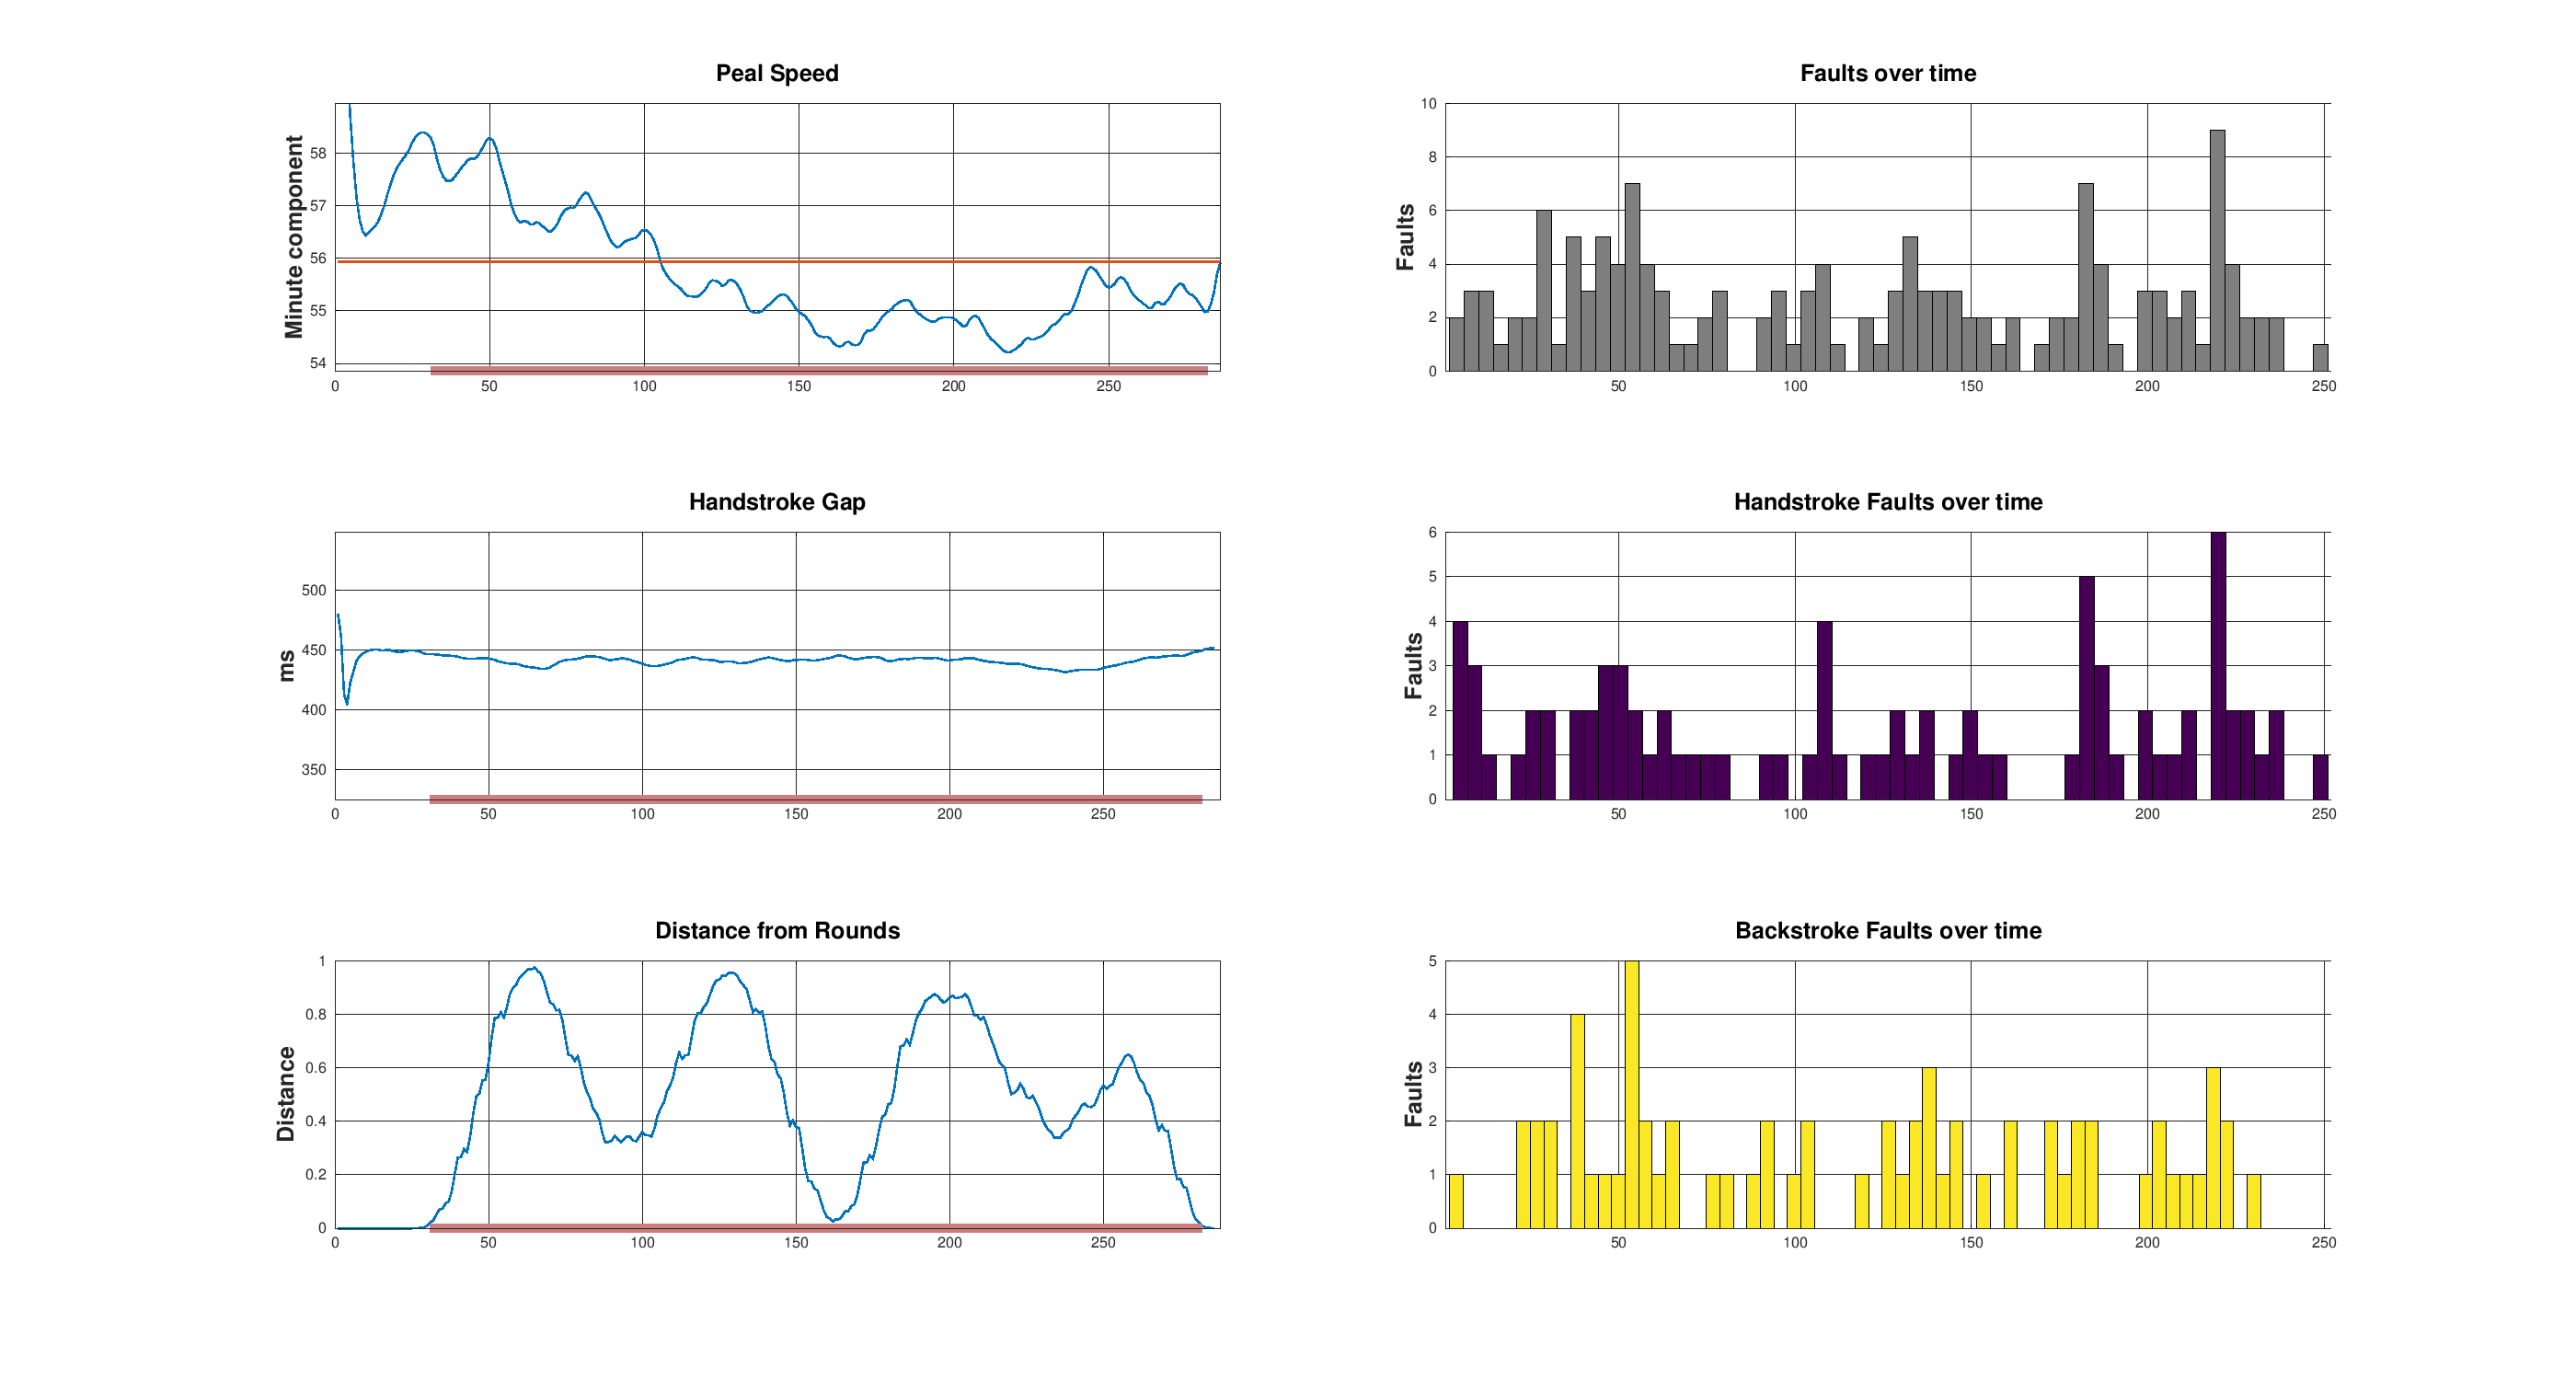 Peal Speed
Minute component
58
57
56
55
54
0 50 100 150 200 250
Faults over time
Faults
10
8
6
4
2
0
50 100 150 200 250
Handstroke Gap
ms
500
450
400
350
0 50 100 150 200 250
Handstroke Faults over time
Faults
6
5
4
3
2
1
0
50 100 150 200 250
Distance from Rounds
Distance
1
0.8
0.6
0.4
0.2
0
0 50 100 150 200 250
Backstroke Faults over time
Faults
5
4
3
2
1
0
50 100 150 200 250